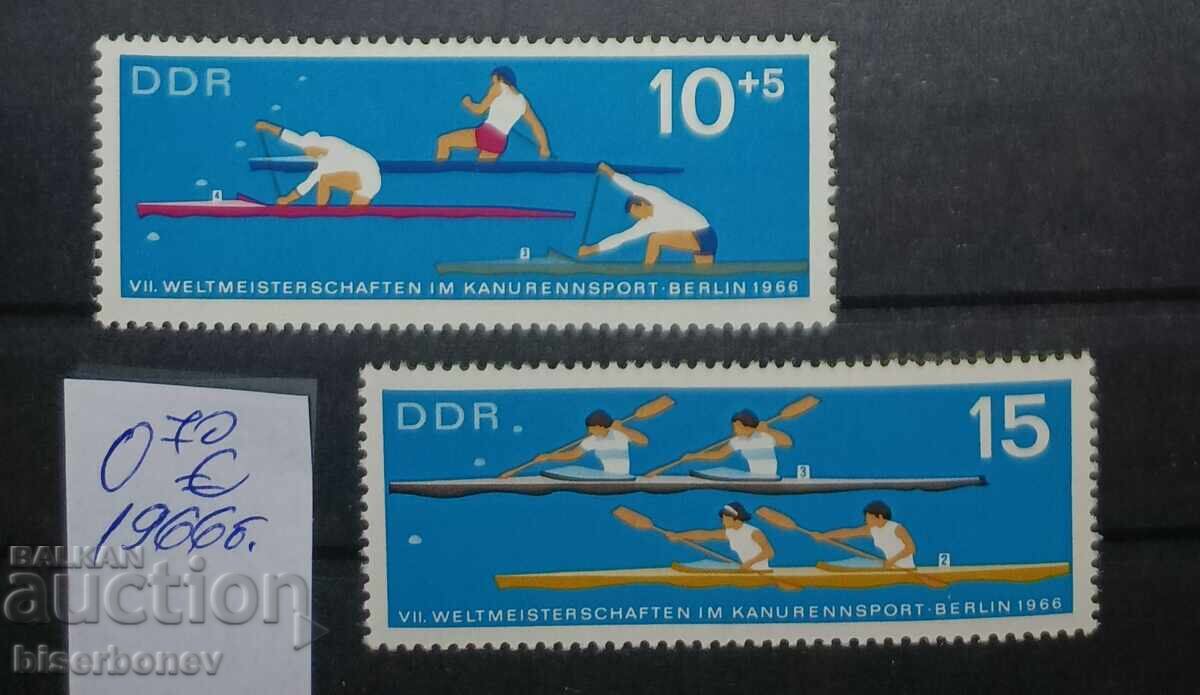 DDR
10+5
4
3
VII. WELTMEISTERSCHAFTEN IM KANURENNSPORT·BERLIN 1966
DDR
15
3
2
VII. WELTMEISTERSCHAFTEN IM KANURENNSPORT·BERLIN 1966
0 70
€
1966г.
BALKAN
auction
biserbonev